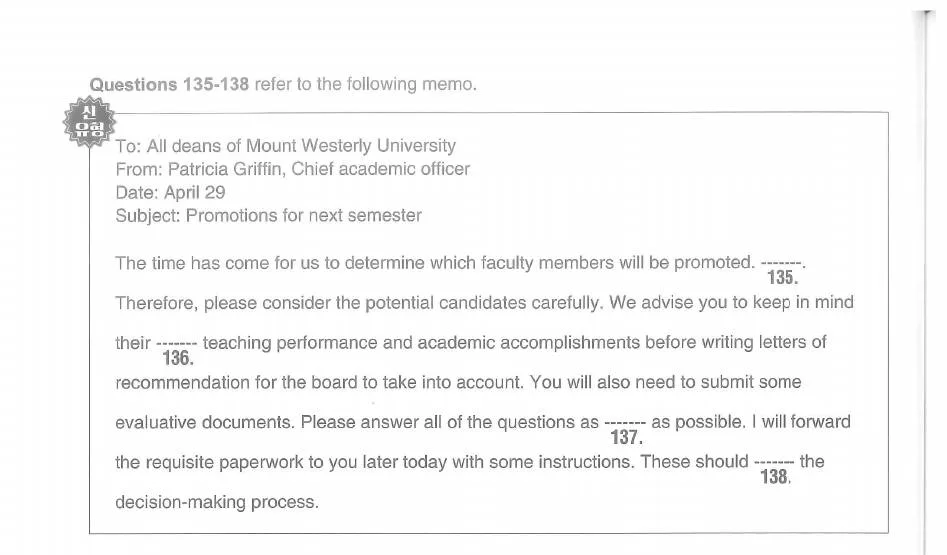 Questions 135-138 refer to the following memo.
신
유형
To: All deans of Mount Westerly University
From: Patricia Griffin, Chief academic officer
Date: April 29
Subject: Promotions for next semester
The time has come for us to determine which faculty members will be promoted. -------.
135.
Therefore, please consider the potential candidates carefully. We advise you to keep in mind
their ------- teaching performance and academic accomplishments before writing letters of
136.
recommendation for the board to take into account. You will also need to submit some
evaluative documents. Please answer all of the questions as ------- as possible. I will forward
137.
the requisite paperwork to you later today with some instructions. These should ------- the
138.
decision-making process.